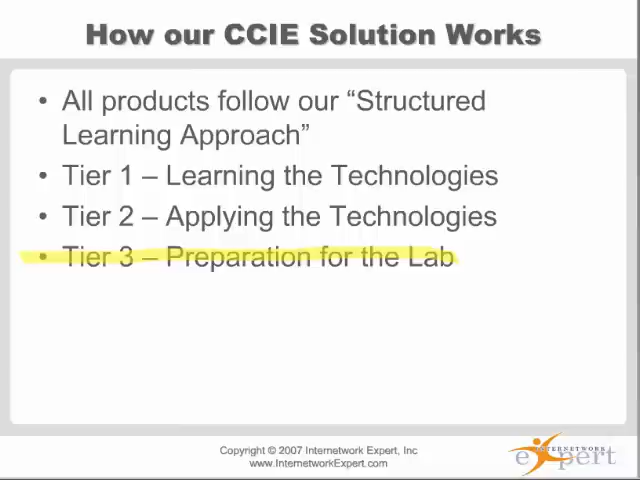 How our CCIE Solution Works
• All products follow our “Structured
Learning Approach”
• Tier 1 – Learning the Technologies
• Tier 2 – Applying the Technologies
• Tier 3 – Preparation for the Lab
Copyright © 2007 Internetwork Expert, Inc
www.InternetworkExpert.com
INTERNETWORK
eXpert